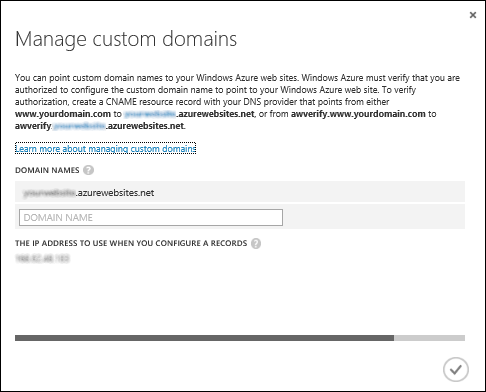 Manage custom domains
You can point custom domain names to your Windows Azure web sites. Windows Azure must verify that you are
authorized to configure the custom domain name to point to your Windows Azure web site. To verify
authorization, create a CNAME resource record with your DNS provider that points from either
www.yourdomain.com to .azurewebsites.net, or from awverify.www.yourdomain.com to
awverify. .azurewebsites.net.
Learn more about managing custom domains
DOMAIN NAMES ?
.azurewebsites.net
DOMAIN NAME
THE IP ADDRESS TO USE WHEN YOU CONFIGURE A RECORDS ?